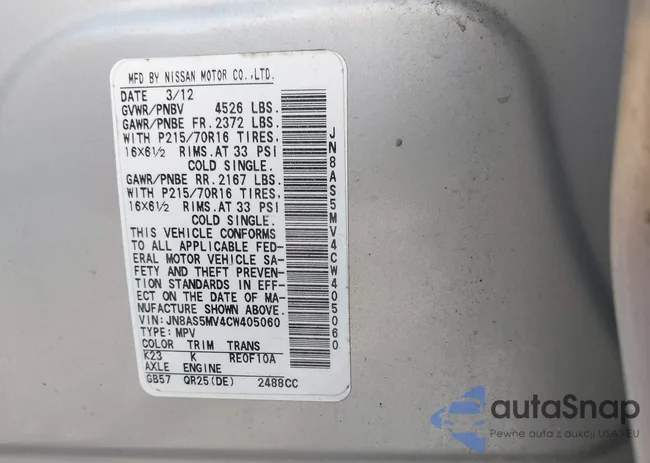 MFD BY NISSAN MOTOR CO.,LTD.
DATE 3/12
GVWR/PNBV 4526 LBS.
GAWR/PNBE FR. 2372 LBS.
WITH P215/70R16 TIRES,
16X6½ RIMS.AT 33 PSI
COLD SINGLE.
GAWR/PNBE RR. 2167 LBS.
WITH P215/70R16 TIRES,
16X6½ RIMS.AT 33 PSI
COLD SINGLE.
THIS VEHICLE CONFORMS
TO ALL APPLICABLE FED-
ERAL MOTOR VEHICLE SA-
FETY AND THEFT PREVEN-
TION STANDARDS IN EFF-
ECT ON THE DATE OF MA-
NUFACTURE SHOWN ABOVE.
VIN:JN8AS5MV4CW405060
TYPE:MPV
COLOR TRIM TRANS
K23 K RE0F10A
AXLE ENGINE
GB57 QR25(DE) 2488CC
JN8AS5MV4CW405060
autaSnap
Pewne auta z aukcji USA i EU